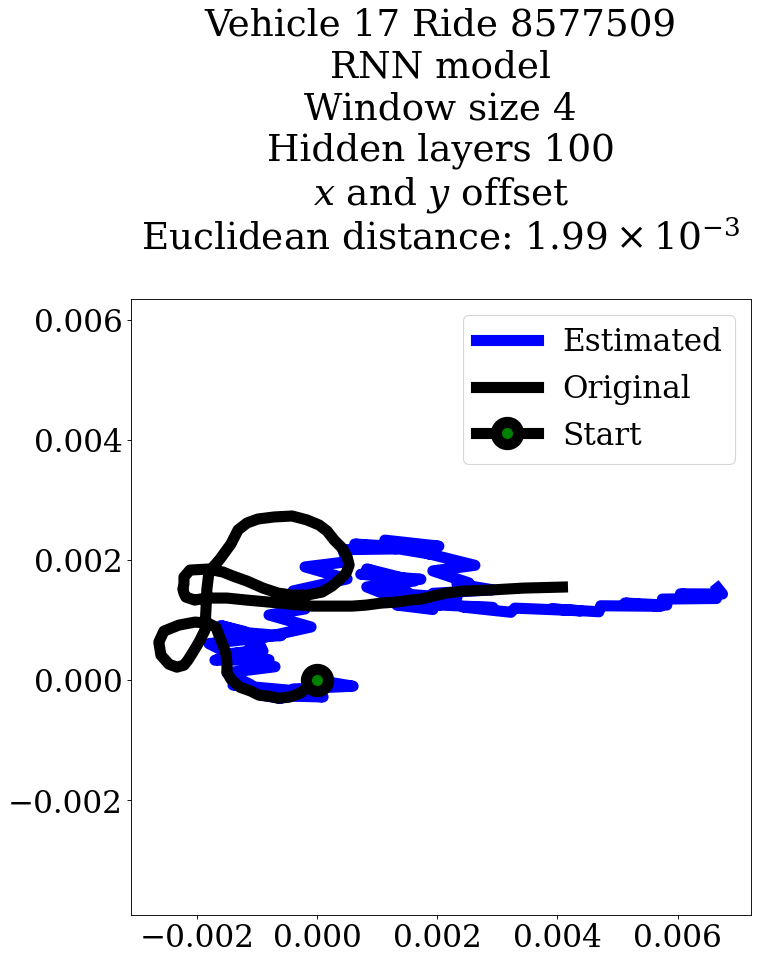 Vehicle 17 Ride 8577509
RNN model
Window size 4
Hidden layers 100
x and y offset
Euclidean distance: 1.99 × 10⁻³
0.006
0.004
0.002
0.000
−0.002
Estimated
Original
Start
−0.002 0.000 0.002 0.004 0.006